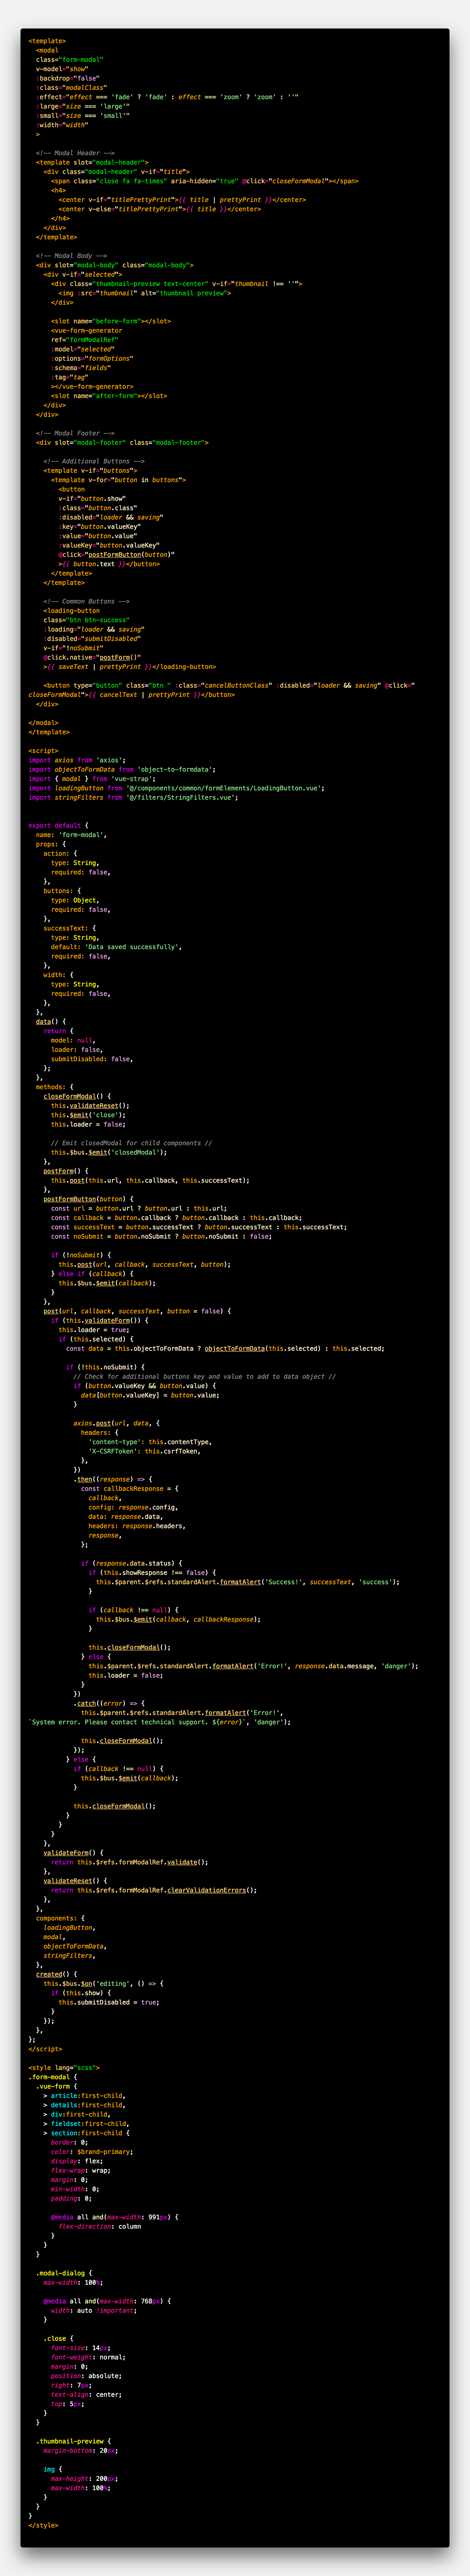 <template>
<modal
class="form-modal"
v-model="show"
:backdrop="false"
:class="modalClass"
:effect="effect === 'fade' ? 'fade' : effect === 'zoom' ? 'zoom' : ''"
:large="size === 'large'"
:small="size === 'small'"
:width="width"
>
<!-- Modal Header -->
<template slot="modal-header">
<div class="modal-header" v-if="title">
<span class="close fa fa-times" aria-hidden="true" @click="closeFormModal"></span>
<h4>
<center v-if="titlePrettyPrint">{{ title | prettyPrint }}</center>
<center v-else="titlePrettyPrint">{{ title }}</center>
</h4>
</div>
</template>
<!-- Modal Body -->
<div slot="modal-body" class="modal-body">
<div v-if="selected">
<div class="thumbnail-preview text-center" v-if="thumbnail !== ''">
<img :src="thumbnail" alt="thumbnail preview">
</div>
<slot name="before-form"></slot>
<vue-form-generator
ref="formModalRef"
:model="selected"
:options="formOptions"
:schema="fields"
:tag="tag"
></vue-form-generator>
<slot name="after-form"></slot>
</div>
</div>
<!-- Modal Footer -->
<div slot="modal-footer" class="modal-footer">
<!-- Additional Buttons -->
<template v-if="buttons">
<template v-for="button in buttons">
<button
v-if="button.show"
:class="button.class"
:disabled="loader && saving"
:key="button.valueKey"
:value="button.value"
:valueKey="button.valueKey"
@click="postFormButton(button)"
>{{ button.text }}</button>
</template>
</template>
<!-- Common Buttons -->
<loading-button
class="btn btn-success"
:loading="loader && saving"
:disabled="submitDisabled"
v-if="!noSubmit"
@click.native="postForm()"
>{{ saveText | prettyPrint }}</loading-button>
<button type="button" class="btn " :class="cancelButtonClass" :disabled="loader && saving" @click="
closeFormModal">{{ cancelText | prettyPrint }}</button>
</div>
</modal>
</template>
<script>
import axios from 'axios';
import objectToFormData from 'object-to-formdata';
import { modal } from 'vue-strap';
import loadingButton from '@/components/common/formElements/LoadingButton.vue';
import stringFilters from '@/filters/StringFilters.vue';
export default {
name: 'form-modal',
props: {
action: {
type: String,
required: false,
},
buttons: {
type: Object,
required: false,
},
successText: {
type: String,
default: 'Data saved successfully',
required: false,
},
width: {
type: String,
required: false,
},
},
data() {
return {
model: null,
loader: false,
submitDisabled: false,
};
},
methods: {
closeFormModal() {
this.validateReset();
this.$emit('close');
this.loader = false;
// Emit closedModal for child components //
this.$bus.$emit('closedModal');
},
postForm() {
this.post(this.url, this.callback, this.successText);
},
postFormButton(button) {
const url = button.url ? button.url : this.url;
const callback = button.callback ? button.callback : this.callback;
const successText = button.successText ? button.successText : this.successText;
const noSubmit = button.noSubmit ? button.noSubmit : false;
if (!noSubmit) {
this.post(url, callback, successText, button);
} else if (callback) {
this.$bus.$emit(callback);
}
},
post(url, callback, successText, button = false) {
if (this.validateForm()) {
this.loader = true;
if (this.selected) {
const data = this.objectToFormData ? objectToFormData(this.selected) : this.selected;
if (!this.noSubmit) {
// Check for additional buttons key and value to add to data object //
if (button.valueKey && button.value) {
data[button.valueKey] = button.value;
}
axios.post(url, data, {
headers: {
'content-type': this.contentType,
'X-CSRFToken': this.csrfToken,
},
})
.then((response) => {
const callbackResponse = {
callback,
config: response.config,
data: response.data,
headers: response.headers,
response,
};
if (response.data.status) {
if (this.showResponse !== false) {
this.$parent.$refs.standardAlert.formatAlert('Success!', successText, 'success');
}
if (callback !== null) {
this.$bus.$emit(callback, callbackResponse);
}
this.closeFormModal();
} else {
this.$parent.$refs.standardAlert.formatAlert('Error!', response.data.message, 'danger');
this.loader = false;
}
})
.catch((error) => {
this.$parent.$refs.standardAlert.formatAlert('Error!',
`System error. Please contact technical support. ${error}`, 'danger');
this.closeFormModal();
});
} else {
if (callback !== null) {
this.$bus.$emit(callback);
}
this.closeFormModal();
}
}
}
},
validateForm() {
return this.$refs.formModalRef.validate();
},
validateReset() {
return this.$refs.formModalRef.clearValidationErrors();
},
},
components: {
loadingButton,
modal,
objectToFormData,
stringFilters,
},
created() {
this.$bus.$on('editing', () => {
if (this.show) {
this.submitDisabled = true;
}
});
},
};
</script>
<style lang="scss">
.form-modal {
.vue-form {
> article:first-child,
> details:first-child,
> div:first-child,
> fieldset:first-child,
> section:first-child {
border: 0;
color: $brand-primary;
display: flex;
flex-wrap: wrap;
margin: 0;
min-width: 0;
padding: 0;
@media all and(max-width: 991px) {
flex-direction: column
}
}
}
.modal-dialog {
max-width: 100%;
@media all and(max-width: 768px) {
width: auto !important;
}
.close {
font-size: 14px;
font-weight: normal;
margin: 0;
position: absolute;
right: 7px;
text-align: center;
top: 5px;
}
}
.thumbnail-preview {
margin-bottom: 20px;
img {
max-height: 200px;
max-width: 100%;
}
}
}
</style>